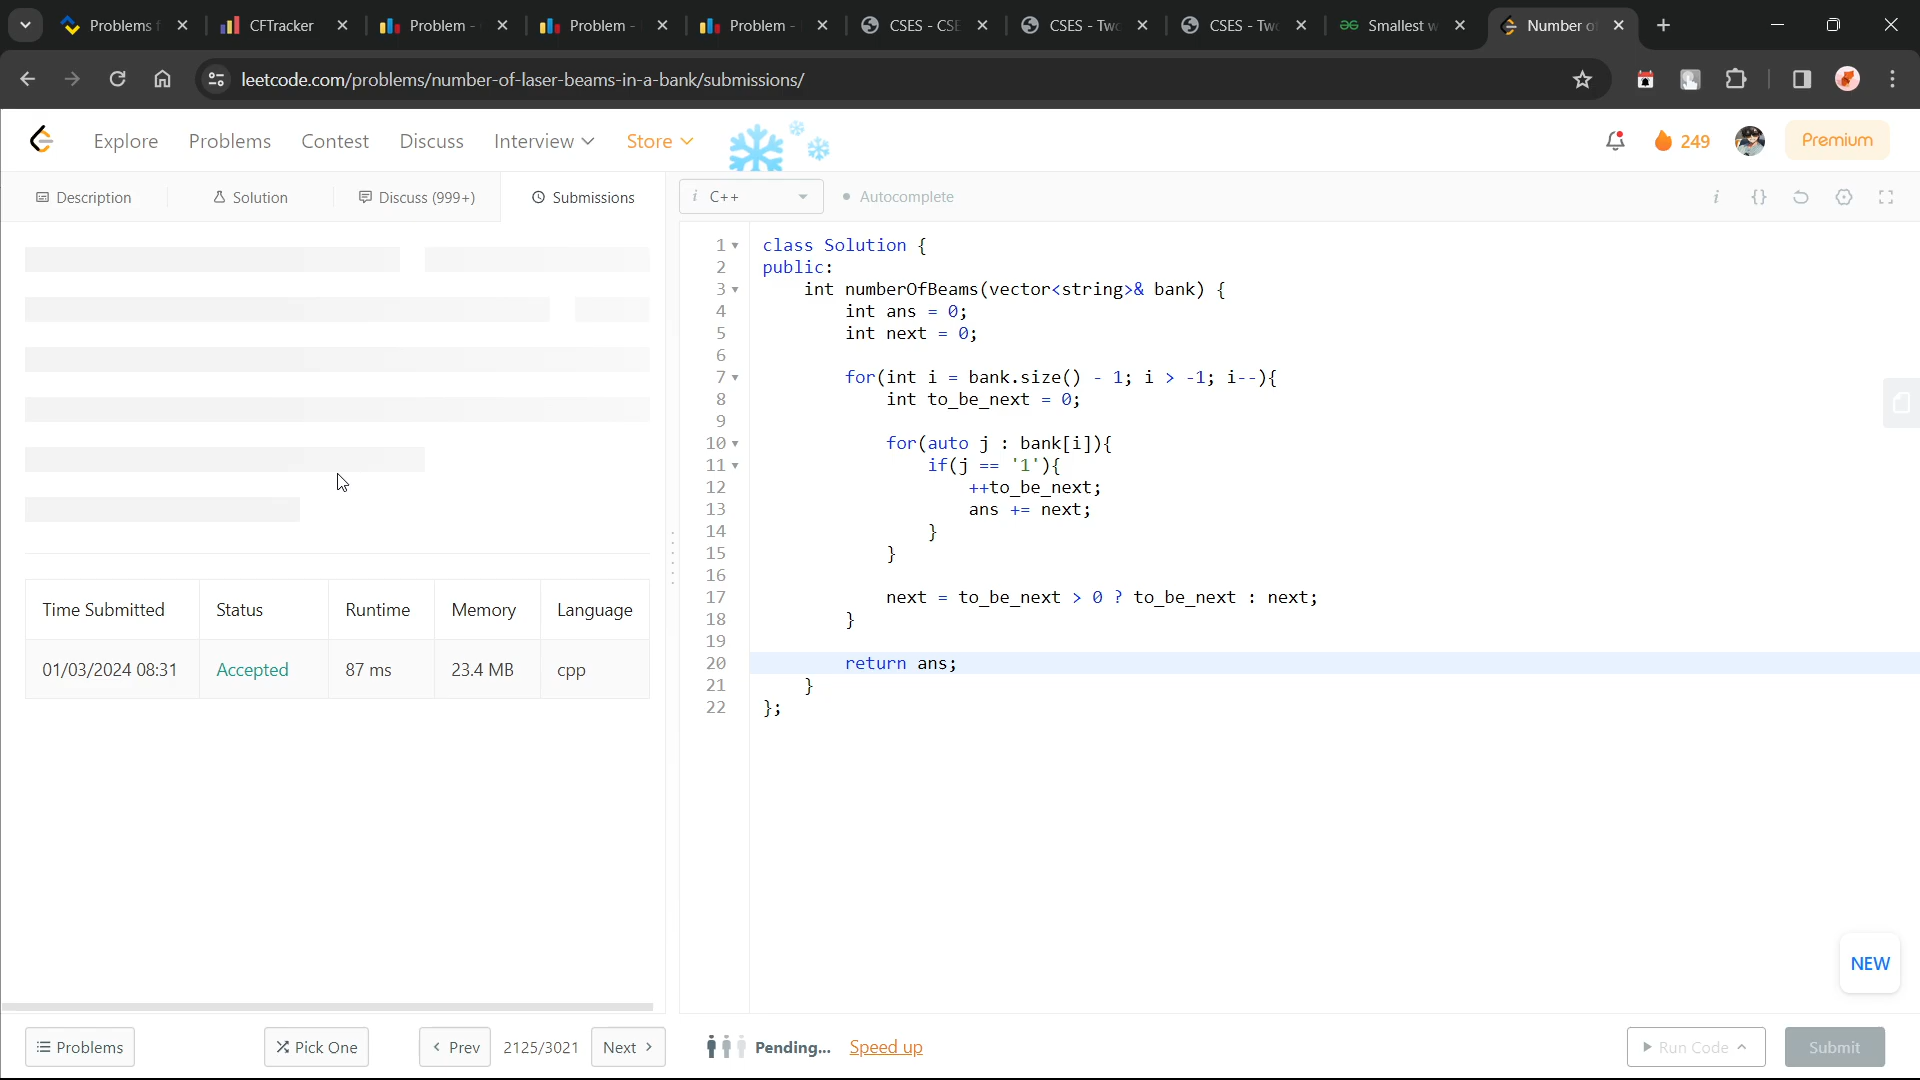 Problems f
CFTracker
Problem -
Problem -
Problem -
CSES - CSE
CSES - Two
CSES - Two
Smallest w
Number of
leetcode.com/problems/number-of-laser-beams-in-a-bank/submissions/
Explore Problems Contest Discuss Interview Store
249
Premium
Description Solution Discuss (999+) Submissions
i C++ Autocomplete
i {}
1 class Solution {
2 public:
3 int numberOfBeams(vector<string>& bank) {
4 int ans = 0;
5 int next = 0;
6
7 for(int i = bank.size() - 1; i > -1; i--){
8 int to_be_next = 0;
9
10 for(auto j : bank[i]){
11 if(j == '1'){
12 ++to_be_next;
13 ans += next;
14 }
15 }
16
17 next = to_be_next > 0 ? to_be_next : next;
18 }
19
20 return ans;
21 }
22 };
Time Submitted Status Runtime Memory Language
01/03/2024 08:31 Accepted 87 ms 23.4 MB cpp
NEW
Problems Pick One Prev 2125/3021 Next Pending... Speed up Run Code Submit